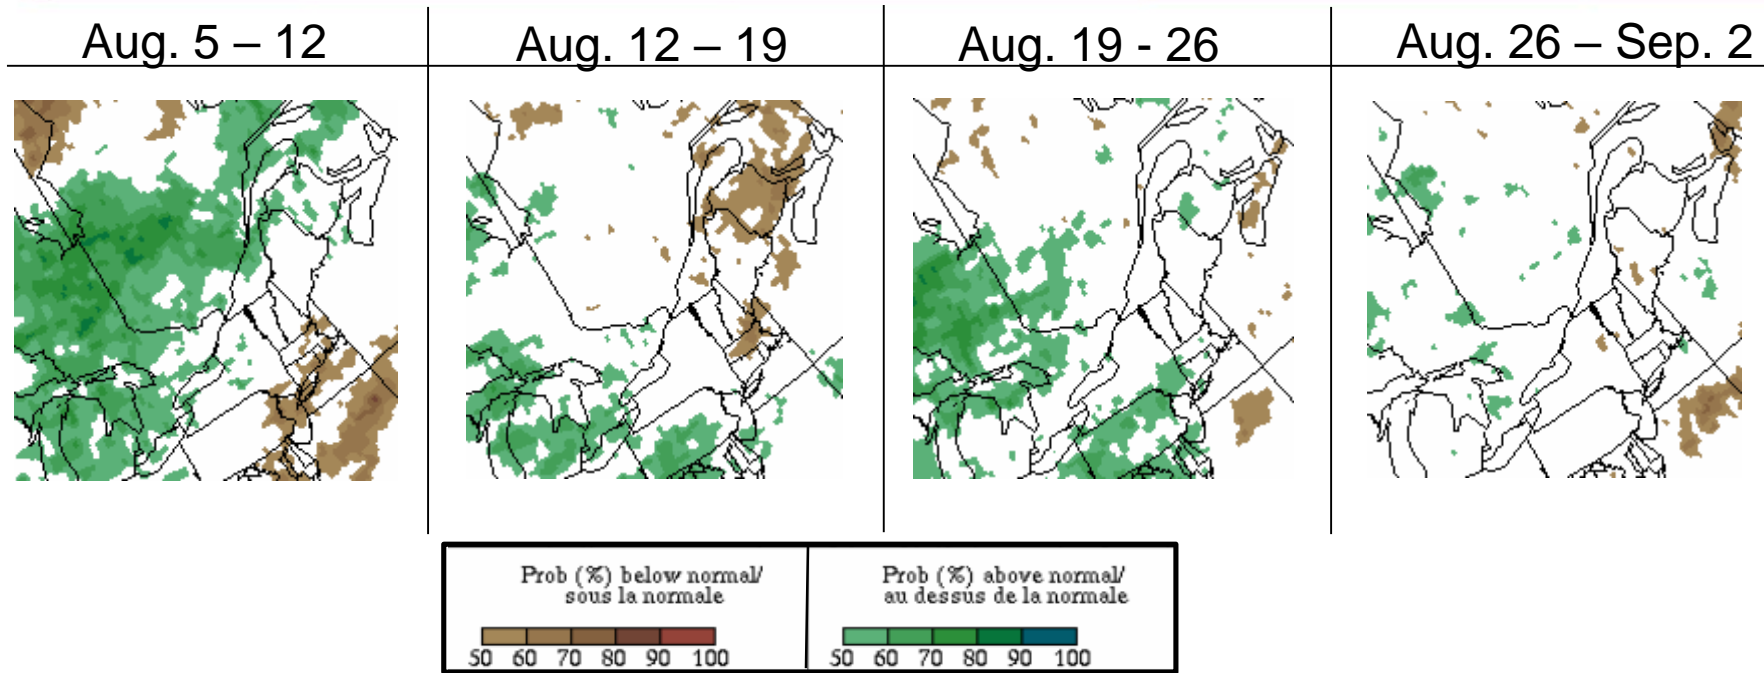 Aug. 5 – 12
Aug. 12 – 19
Aug. 19 - 26
Aug. 26 – Sep. 2
Prob (%) below normal/
sous la normale
Prob (%) above normal/
au dessus de la normale
50 60 70 80 90 100
50 60 70 80 90 100